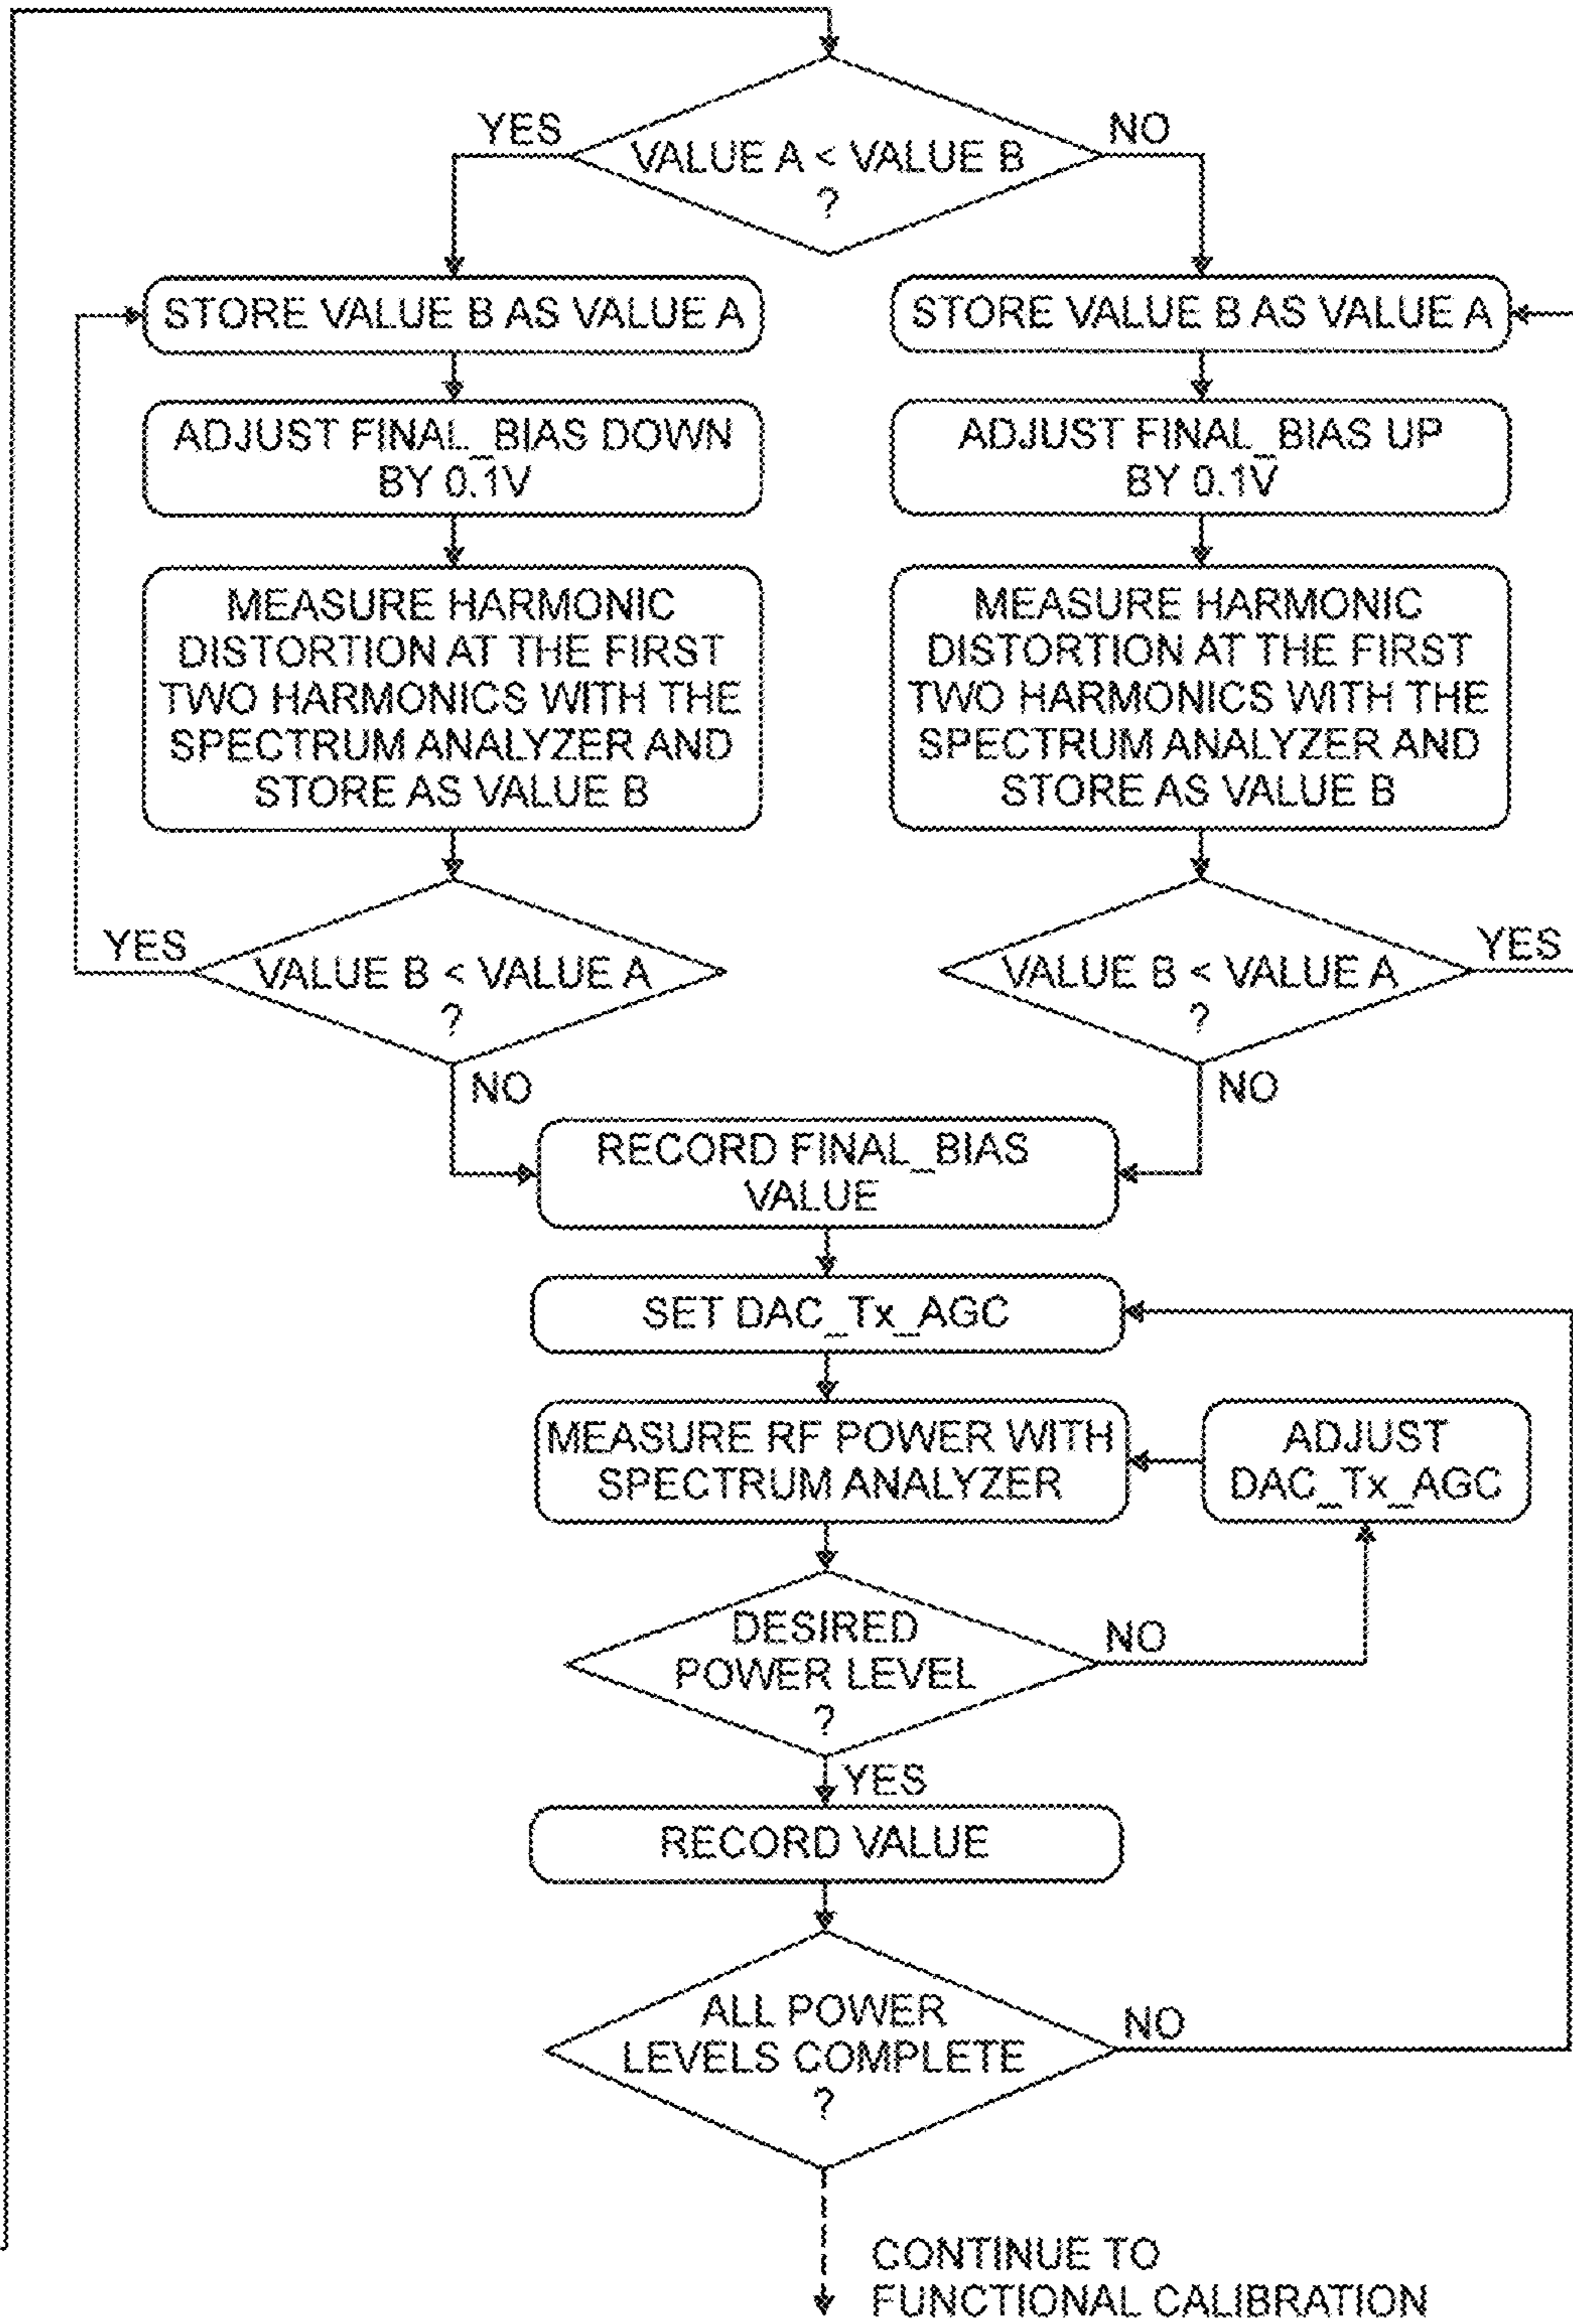 YES
NO
VALUE A < VALUE B
?
STORE VALUE B AS VALUE A
STORE VALUE B AS VALUE A
ADJUST FINAL_BIAS DOWN
BY 0.1V
ADJUST FINAL_BIAS UP
BY 0.1V
MEASURE HARMONIC
DISTORTION AT THE FIRST
TWO HARMONICS WITH THE
SPECTRUM ANALYZER AND
STORE AS VALUE B
MEASURE HARMONIC
DISTORTION AT THE FIRST
TWO HARMONICS WITH THE
SPECTRUM ANALYZER AND
STORE AS VALUE B
YES
VALUE B < VALUE A
?
NO
VALUE B < VALUE A
?
YES
NO
RECORD FINAL_BIAS
VALUE
SET DAC_Tx_AGC
MEASURE RF POWER WITH
SPECTRUM ANALYZER
ADJUST
DAC_Tx_AGC
DESIRED
POWER LEVEL
?
NO
YES
RECORD VALUE
ALL POWER
LEVELS COMPLETE
?
NO
CONTINUE TO
FUNCTIONAL CALIBRATION